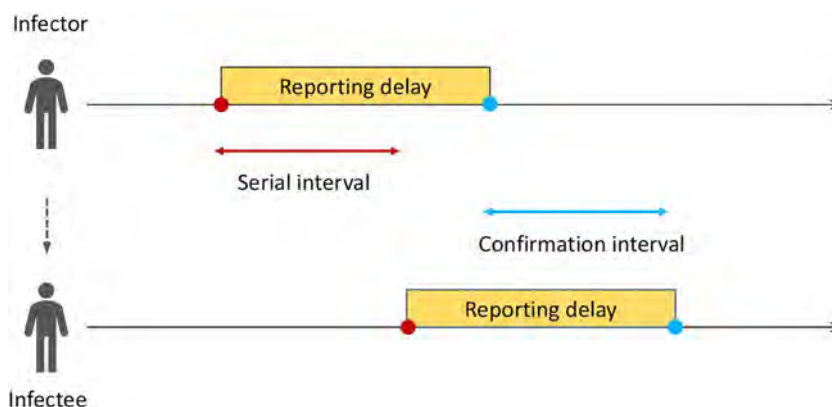 Infector
Reporting delay
Serial interval
Confirmation interval
Reporting delay
Infectee